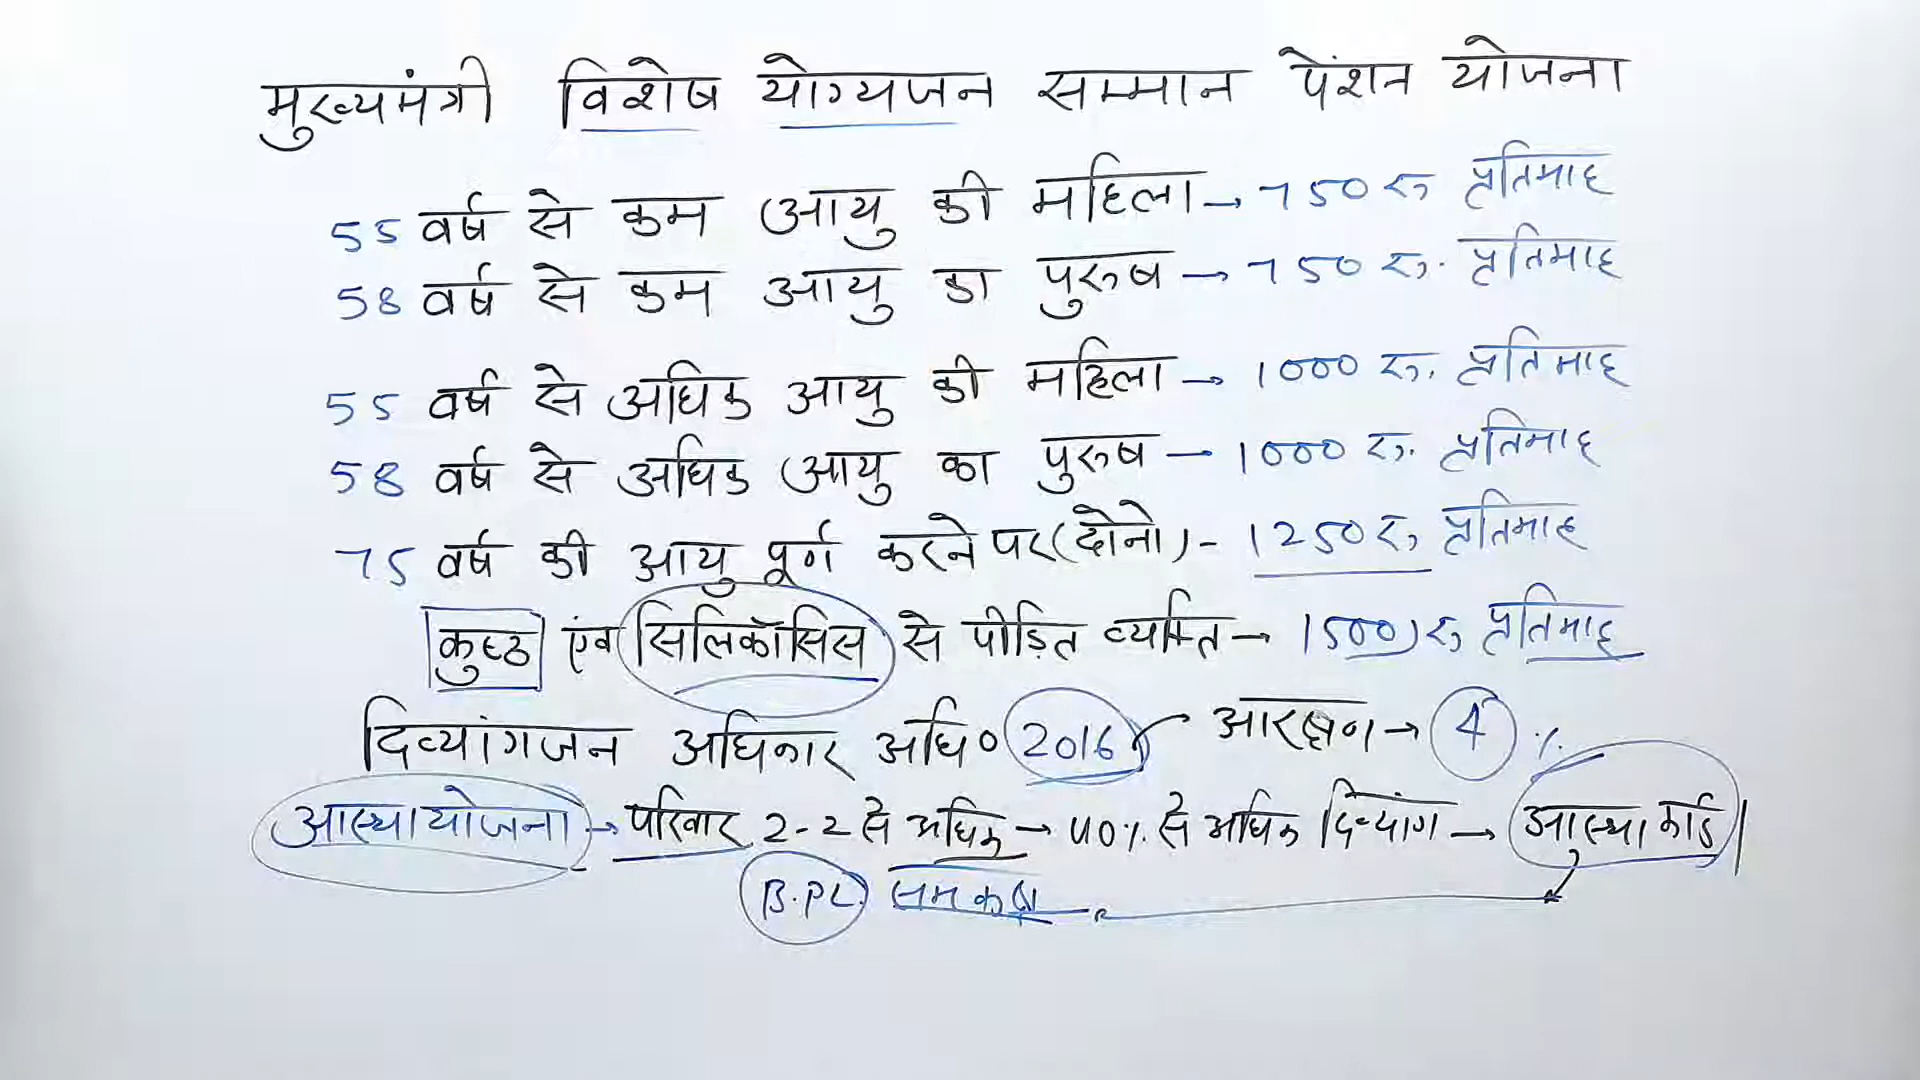 मुख्यमंत्री विशेष योग्यजन सम्मान पेंशन योजना
55 वर्ष से कम आयु की महिला → 750 रु प्रतिमाह
58 वर्ष से कम आयु का पुरुष → 750 रु. प्रतिमाह
55 वर्ष से अधिक आयु की महिला → 1000 रु. प्रतिमाह
58 वर्ष से अधिक आयु का पुरुष → 1000 रु. प्रतिमाह
75 वर्ष की आयु पूर्ण करने पर (दोनो) - 1250 रु प्रतिमाह
कुष्ठ एंव सिलिकॉसिस से पीड़ित व्यक्ति → 1500) रु प्रतिमाह
दिव्यांगजन अधिकार अधि० 2016 आरक्षण → 4 %
आस्था योजना → परिवार 2-2 से अधिक → 40% से अधिक दिव्यांग → आस्था कार्ड।
B.PL. समकक्ष